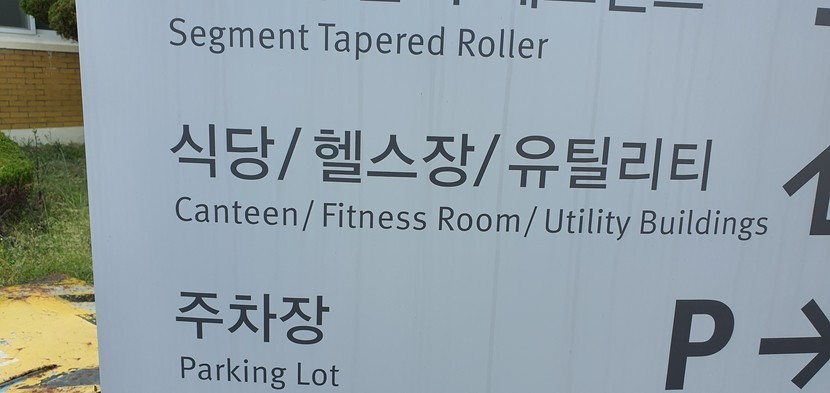 Segment Tapered Roller
식당/ 헬스장/ 유틸리티
Canteen/ Fitness Room/ Utility Buildings
주차장
Parking Lot
P →